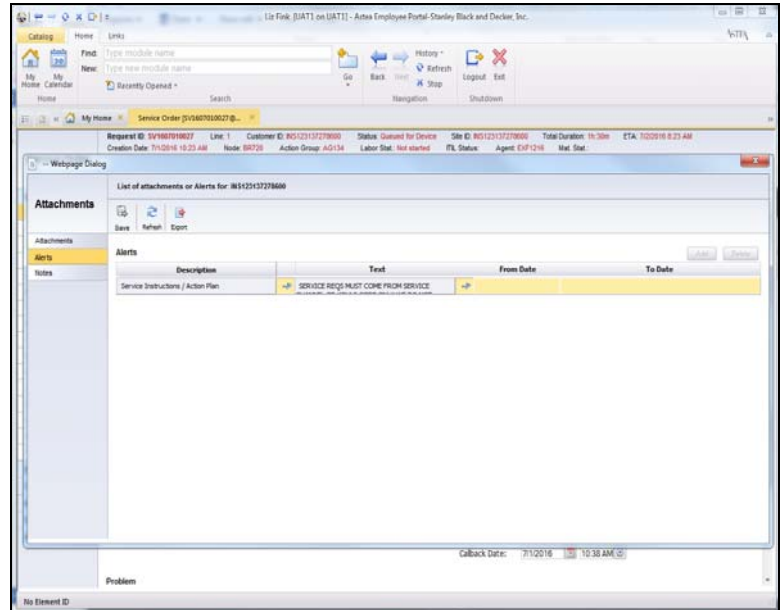 Liz Fink [UAT1 on UAT1] - Astea Employee Portal-Stanley Black and Decker, Inc.
Catalog Home Links
Find: Type module name
New: Type new module name
Recently Opened
My Home My Calendar
Go Back Next History Refresh Stop Logout Exit
Home Search Navigation Shutdown
My Home Service Order [SV1607010027@...
Request ID: SV1607010027 Line: 1 Customer ID: INS123137278600 Status: Queued for Device Site ID: INS123137278600 Total Duration: 1h:30m ETA: 7/2/2016 8:23 AM
Creation Date: 7/1/2016 10:23 AM Node: BR720 Action Group: AG134 Labor Stat.: Not started ITIL Status: Agent: EXF1216 Mat. Stat.:
-- Webpage Dialog
List of attachments or Alerts for: INS123137278600
Attachments
Save Refresh Export
Attachments
Alerts
Notes
Alerts
Add Delete
Description Text From Date To Date
Service Instructions / Action Plan SERVICE REQS MUST COME FROM SERVICE
Callback Date: 7/1/2016 10:38 AM
Problem
No Element ID